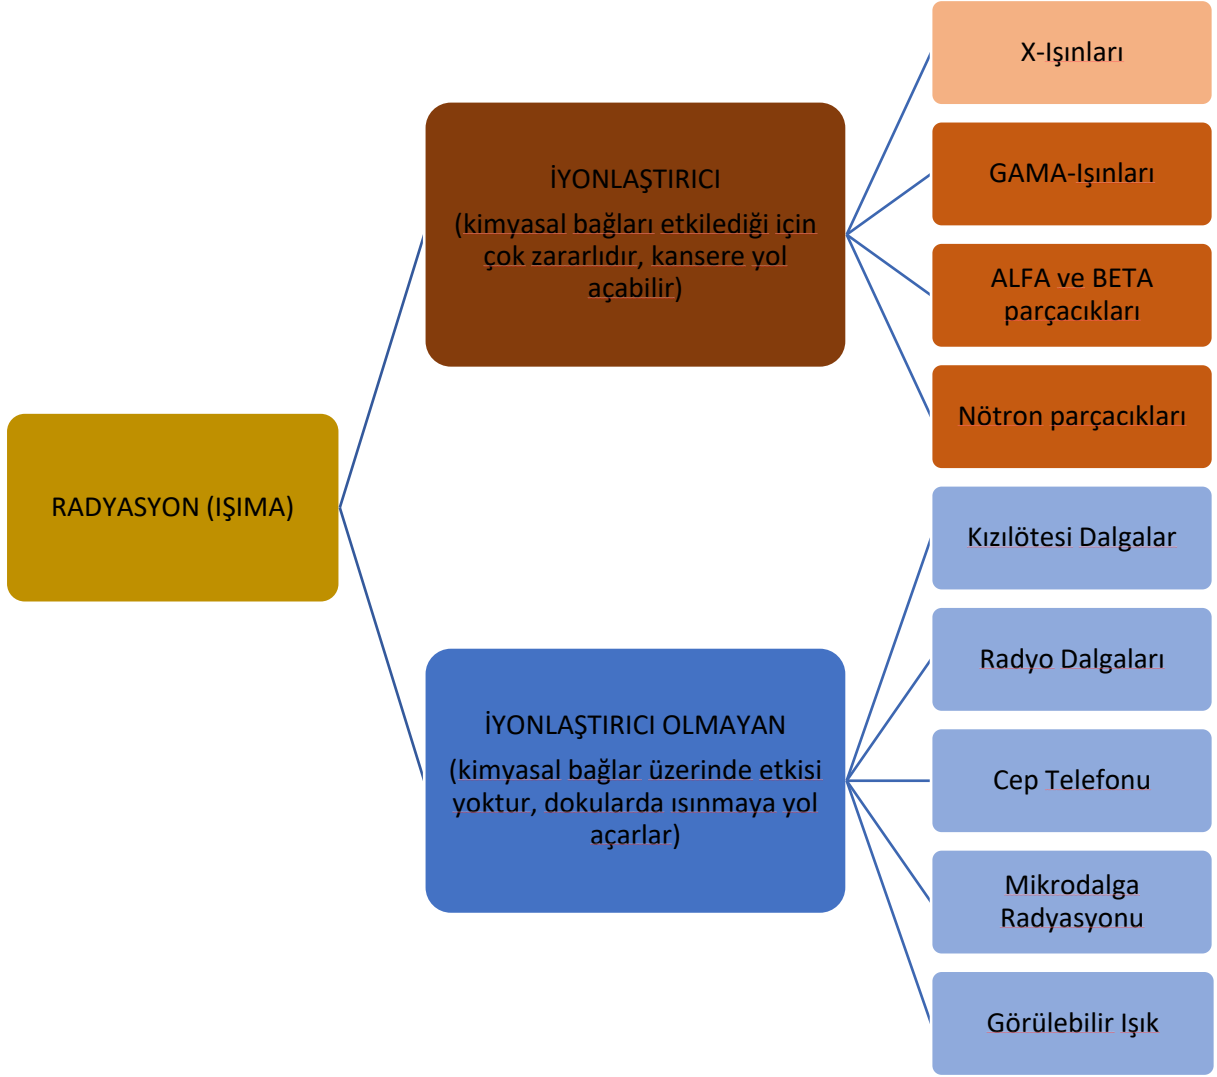 RADYASYON (IŞIMA)
İYONLAŞTIRICI
(kimyasal bağları etkilediği için
çok zararlıdır, kansere yol
açabilir)
X-Işınları
GAMA-Işınları
ALFA ve BETA
parçacıkları
Nötron parçacıkları
İYONLAŞTIRICI OLMAYAN
(kimyasal bağlar üzerinde etkisi
yoktur, dokularda ısınmaya yol
açarlar)
Kızılötesi Dalgalar
Radyo Dalgaları
Cep Telefonu
Mikrodalga
Radyasyonu
Görülebilir Işık